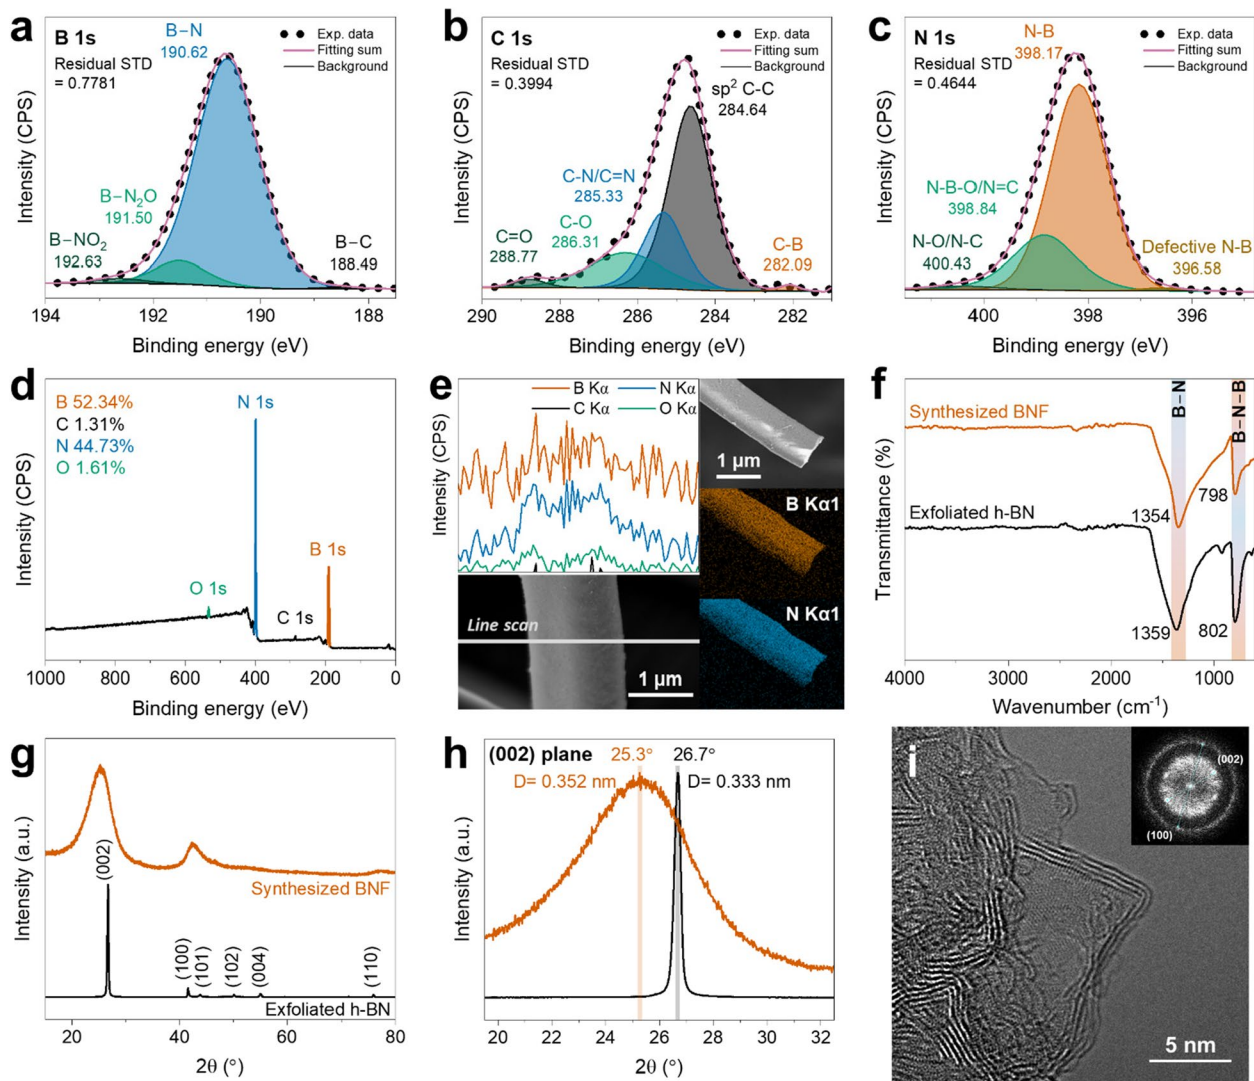 a
B 1s
Residual STD
= 0.7781
B−N
190.62
Exp. data
Fitting sum
Background
B−N₂O
191.50
B−NO₂
192.63
B−C
188.49
Intensity (CPS)
194 192 190 188
Binding energy (eV)
b
C 1s
Residual STD
= 0.3994
Exp. data
Fitting sum
Background
sp² C-C
284.64
C-N/C=N
285.33
C-O
286.31
C=O
288.77
C-B
282.09
Intensity (CPS)
290 288 286 284 282
Binding energy (eV)
c
N 1s
Residual STD
= 0.4644
N-B
398.17
Exp. data
Fitting sum
Background
N-B-O/N=C
398.84
N-O/N-C
400.43
Defective N-B
396.58
Intensity (CPS)
400 398 396
Binding energy (eV)
d
B 52.34%
C 1.31%
N 44.73%
O 1.61%
N 1s
B 1s
O 1s
C 1s
Intensity (CPS)
1000 800 600 400 200 0
Binding energy (eV)
e
B Kα
N Kα
C Kα
O Kα
Intensity (CPS)
Line scan
1 µm
1 µm
B Kα1
N Kα1
f
B−N
B−N−B
Synthesized BNF
1354
798
Exfoliated h-BN
1359
802
Transmittance (%)
4000 3000 2000 1000
Wavenumber (cm⁻¹)
g
Synthesized BNF
(002)
(100)
(101)
(102)
(004)
(110)
Exfoliated h-BN
Intensity (a.u.)
20 40 60 80
2θ (°)
h
(002) plane
25.3°
D= 0.352 nm
26.7°
D= 0.333 nm
Intensity (a.u.)
20 22 24 26 28 30 32
2θ (°)
i
(002)
(100)
5 nm